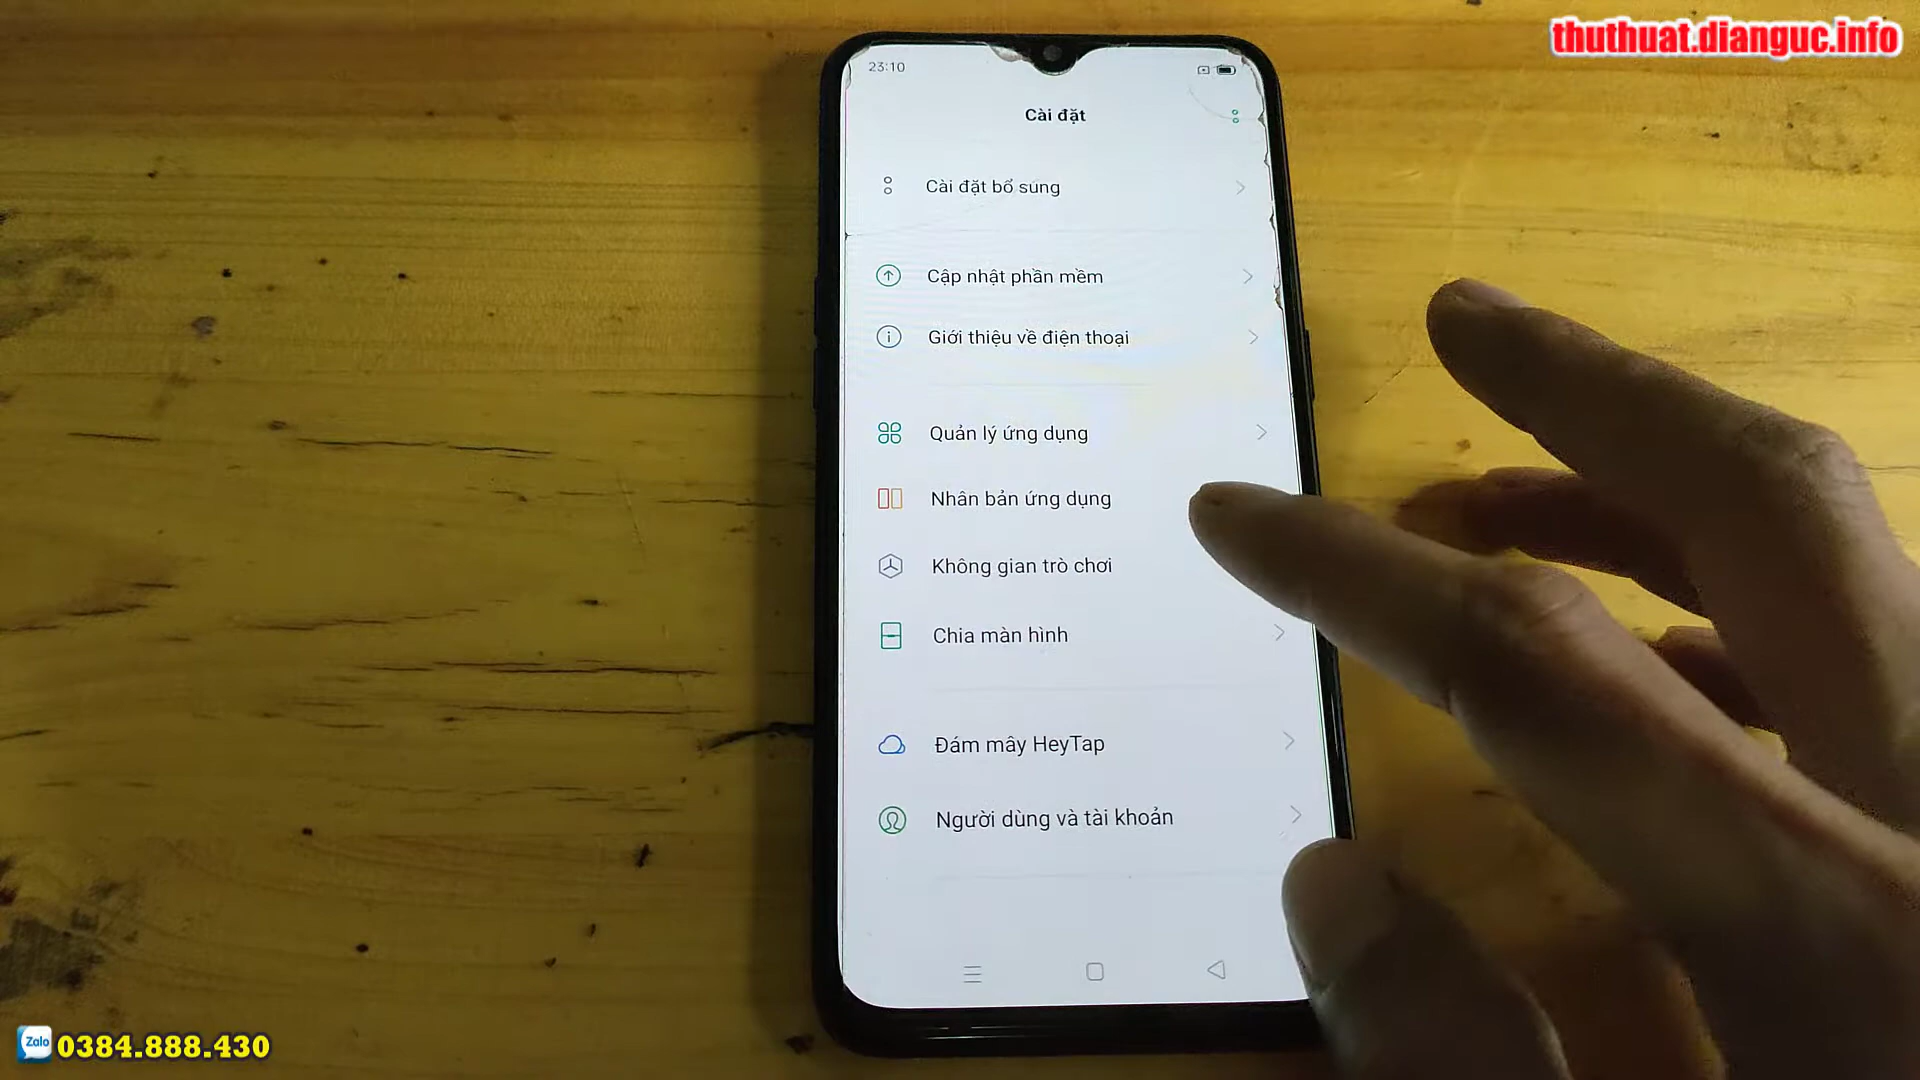 thuthuat.dianguc.info
23:10
Cài đặt
Cài đặt bổ sung
Cập nhật phần mềm
Giới thiệu về điện thoại
Quản lý ứng dụng
Nhân bản ứng dụng
Không gian trò chơi
Chia màn hình
Đám mây HeyTap
Người dùng và tài khoản
Zalo 0384.888.430